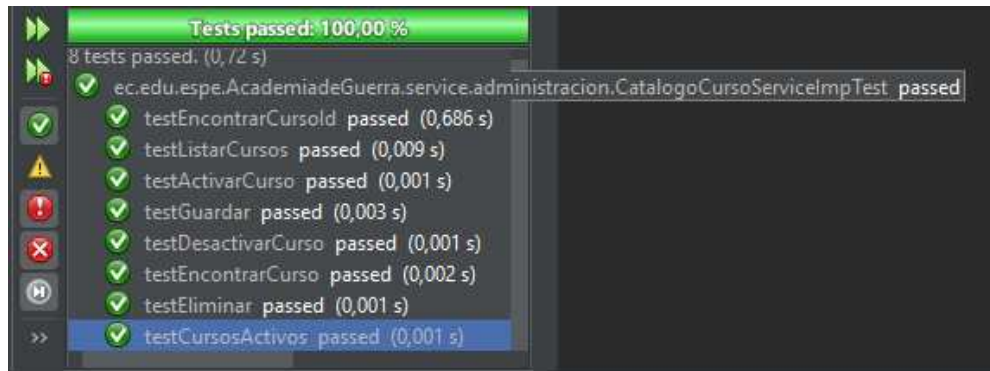 Tests passed: 100,00 %
8 tests passed. (0,72 s)
ec.edu.espe.AcademiadeGuerra.service.administracion.CatalogoCursoServiceImpTest passed
testEncontrarCursoId passed (0,686 s)
testListarCursos passed (0,009 s)
testActivarCurso passed (0,001 s)
testGuardar passed (0,003 s)
testDesactivarCurso passed (0,001 s)
testEncontrarCurso passed (0,002 s)
testEliminar passed (0,001 s)
testCursosActivos passed (0,001 s)